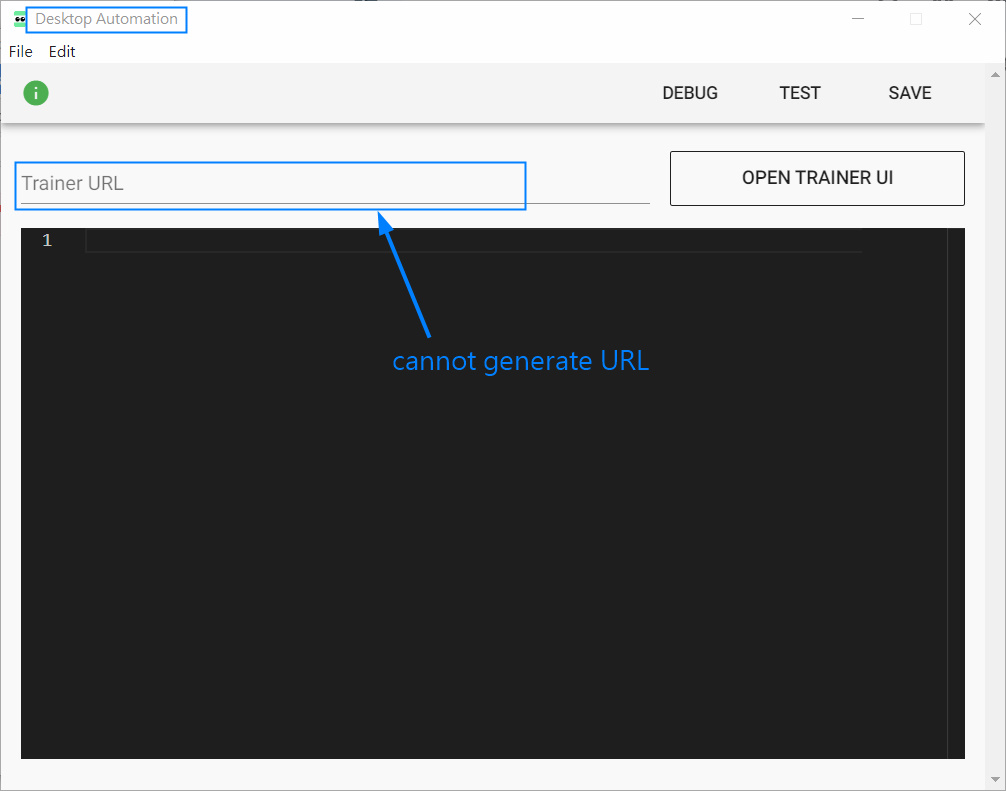 Desktop Automation
File Edit
DEBUG TEST SAVE
Trainer URL
OPEN TRAINER UI
1
cannot generate URL